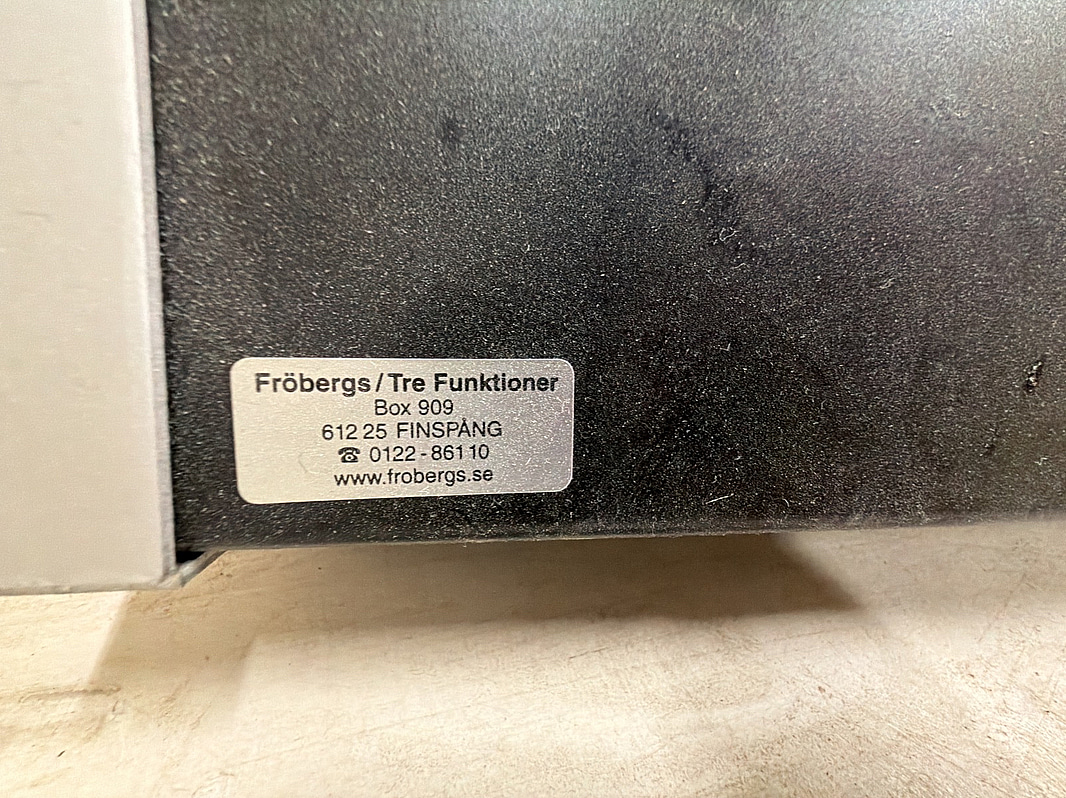 Fröbergs/Tre Funktioner
Box 909
612 25 FINSPÅNG
☎ 0122-861 10
www.frobergs.se